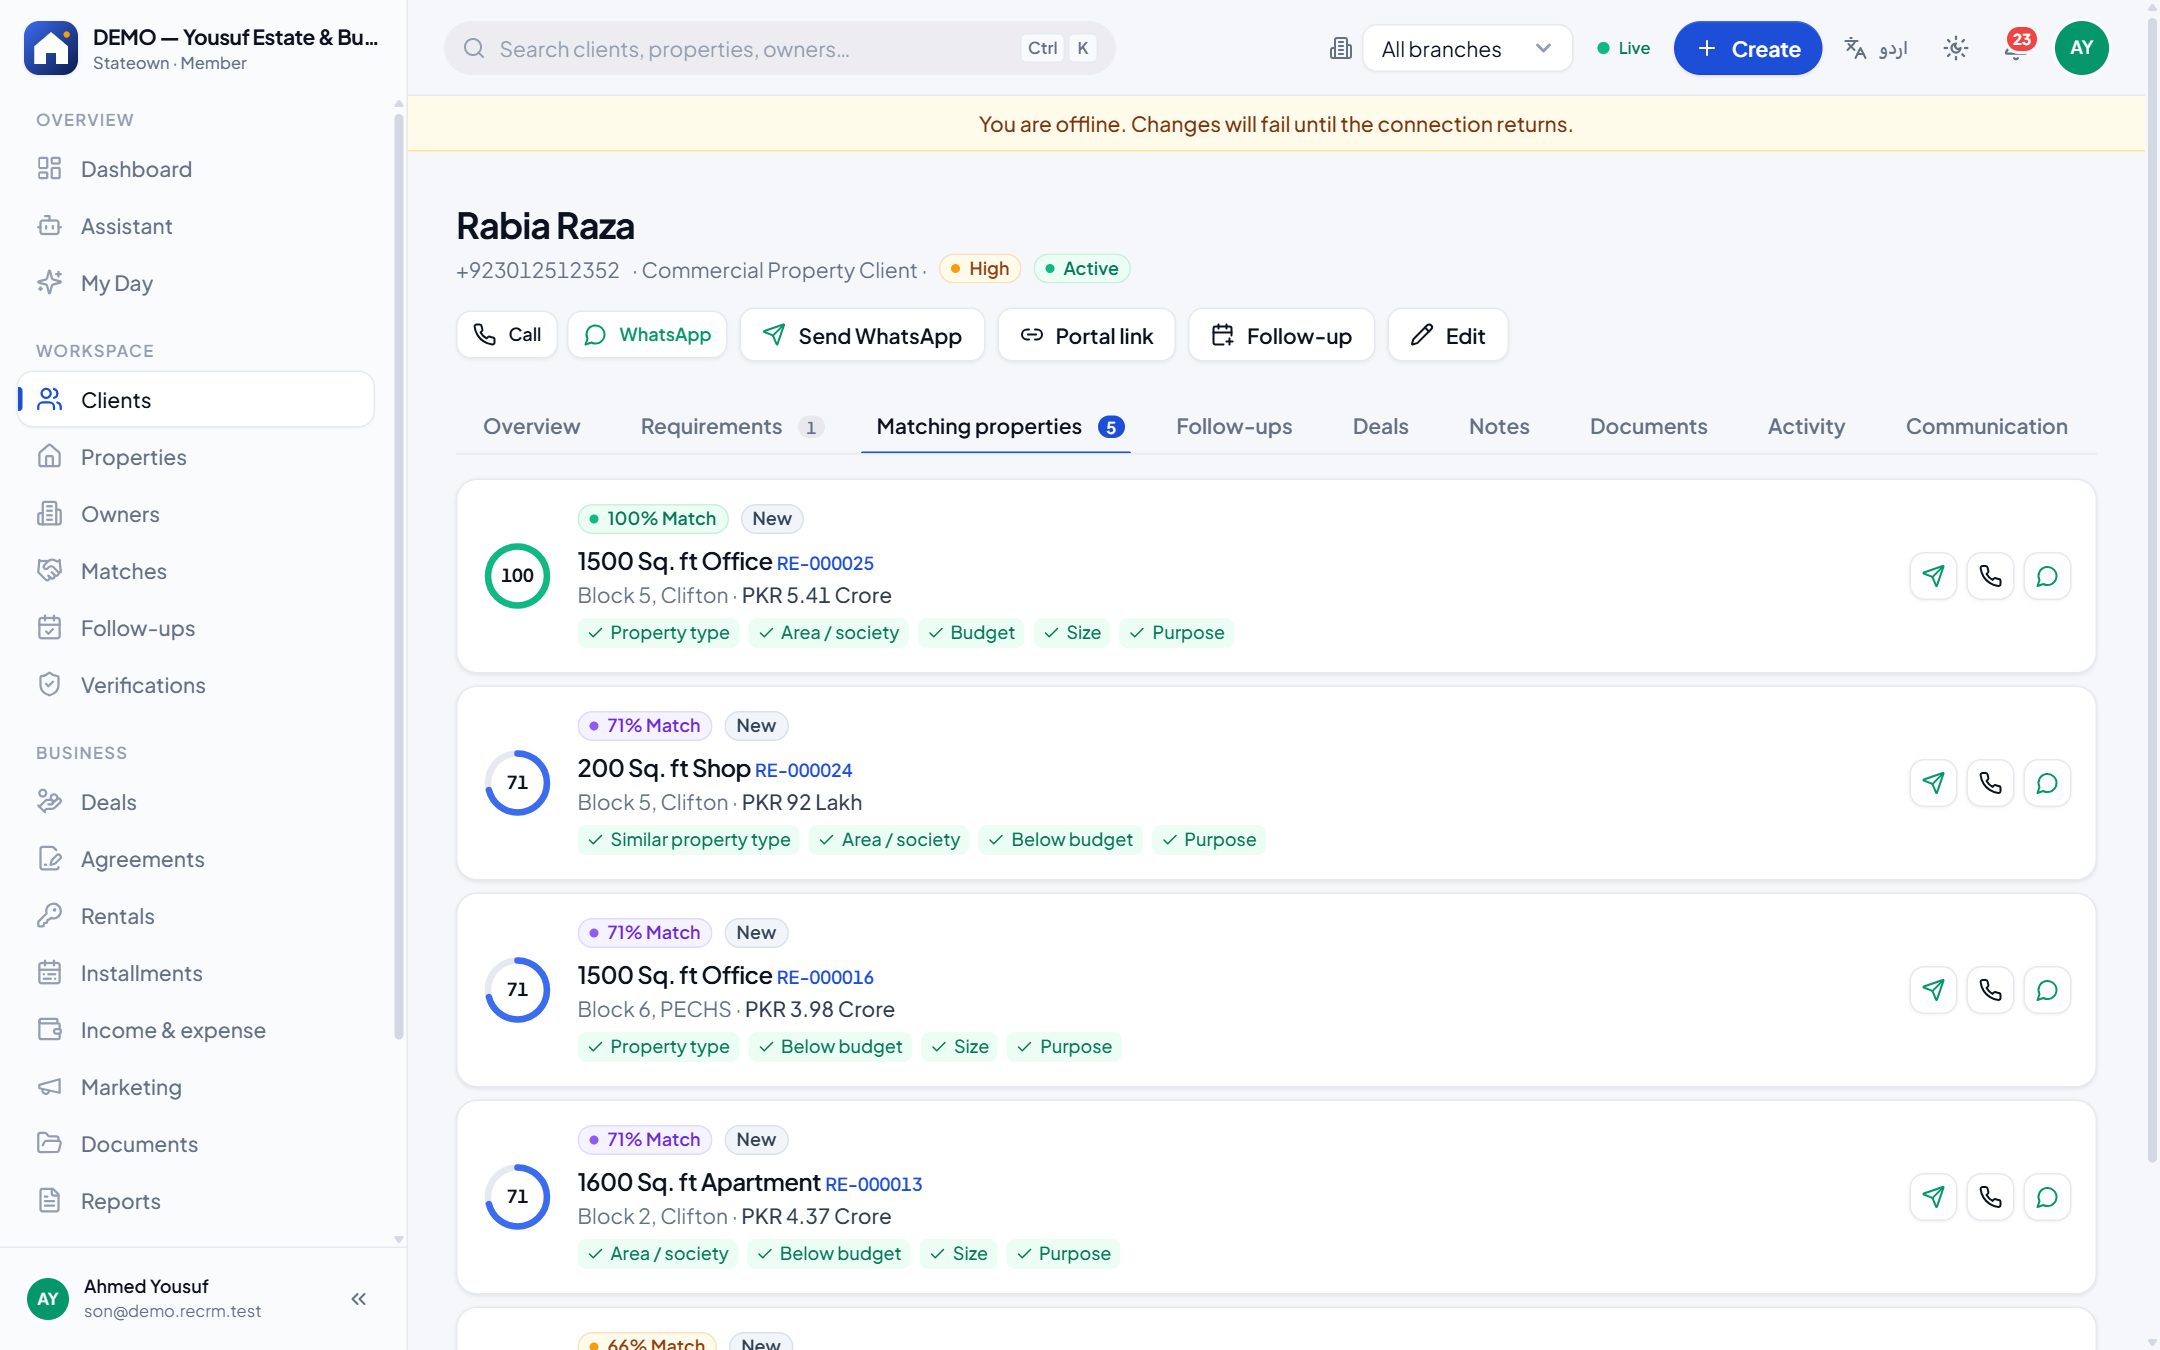 DEMO — Yousuf Estate & Bu...
Stateown · Member
Search clients, properties, owners...
Ctrl K
All branches
Live
Create
اردو
23
AY
You are offline. Changes will fail until the connection returns.
OVERVIEW
Dashboard
Assistant
My Day
WORKSPACE
Clients
Properties
Owners
Matches
Follow-ups
Verifications
BUSINESS
Deals
Agreements
Rentals
Installments
Income & expense
Marketing
Documents
Reports
AY
Ahmed Yousuf
son@demo.recrm.test
Rabia Raza
+923012512352 · Commercial Property Client · High Active
Call WhatsApp Send WhatsApp Portal link Follow-up Edit
Overview Requirements 1 Matching properties 5 Follow-ups Deals Notes Documents Activity Communication
100% Match New
100
1500 Sq. ft Office RE-000025
Block 5, Clifton · PKR 5.41 Crore
Property type Area / society Budget Size Purpose
71% Match New
71
200 Sq. ft Shop RE-000024
Block 5, Clifton · PKR 92 Lakh
Similar property type Area / society Below budget Purpose
71% Match New
71
1500 Sq. ft Office RE-000016
Block 6, PECHS · PKR 3.98 Crore
Property type Below budget Size Purpose
71% Match New
71
1600 Sq. ft Apartment RE-000013
Block 2, Clifton · PKR 4.37 Crore
Area / society Below budget Size Purpose
66% Match New